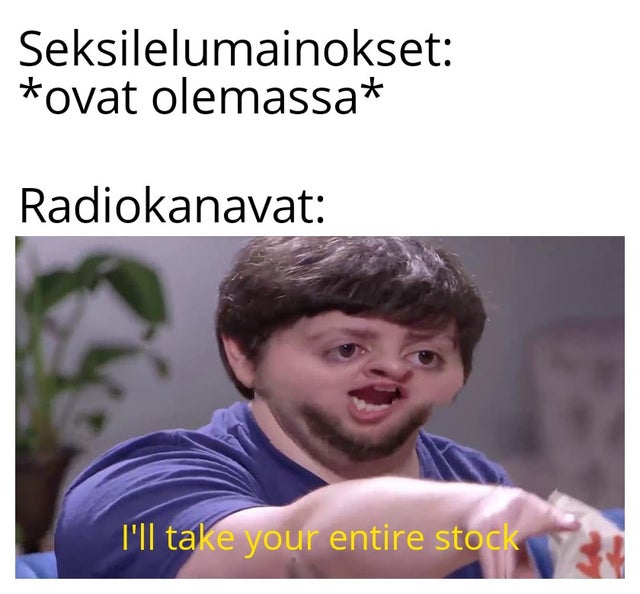 Seksilelumainokset:
*ovat olemassa*
Radiokanavat:
I'll take your entire stock